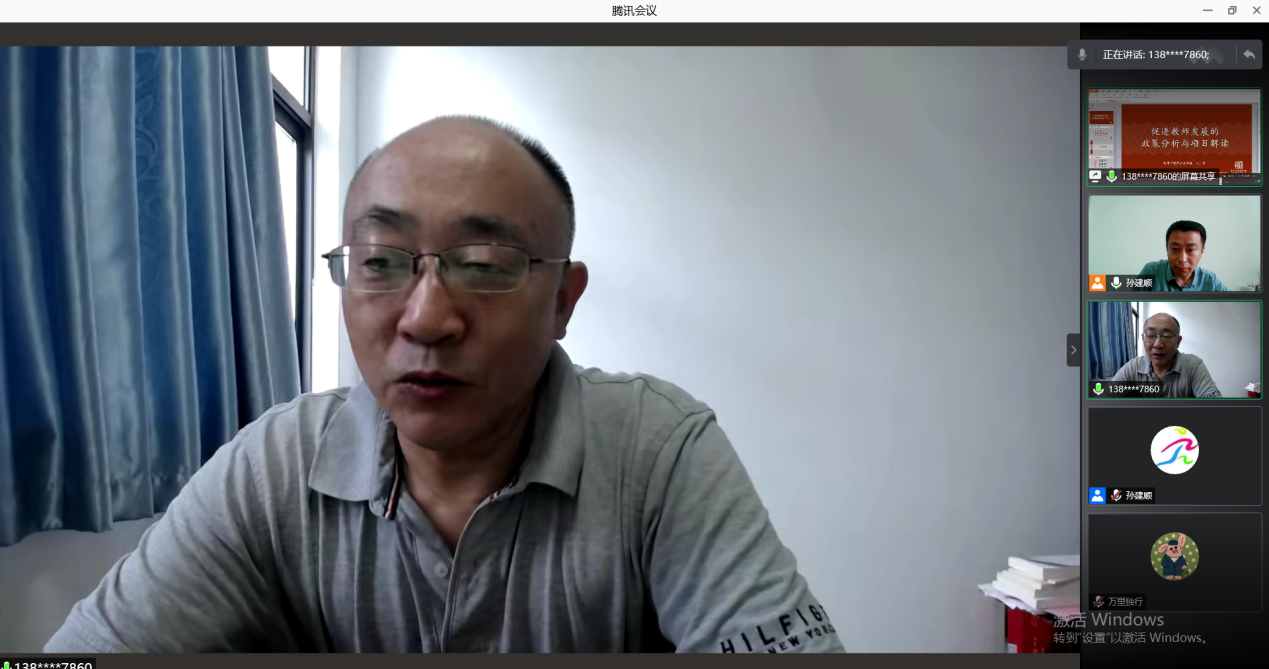 腾讯会议
正在讲话: 138****7860;
促进教师发展的
政策分析与项目解读
138****7860的屏幕共享
孙建顺
138****7860
孙建顺
万里独行
激活 Windows
转到"设置"以激活 Windows。
HILFIG
NEW YOR
138****7860